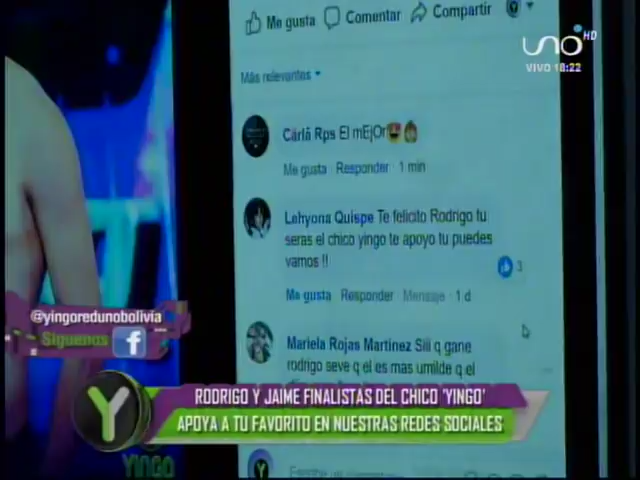 Me gusta Comentar Compartir
uno HD
VIVO 18:22
Más relevantes
Carlá Rps El mEjOr
Me gusta Responder 1 min
Lehyona Quispe Te felicito Rodrigo tu
seras el chico yingo te apoyo tu puedes
vamos !!
3
Me gusta Responder Mensaje 1 d
@yingoredunobolivia
Síguenos f
Mariela Rojas Martinez Siii q gane
rodrigo seve q el es mas umilde q el
RODRIGO Y JAIME FINALISTAS DEL CHICO 'YINGO'
APOYA A TU FAVORITO EN NUESTRAS REDES SOCIALES
Y
YINGO